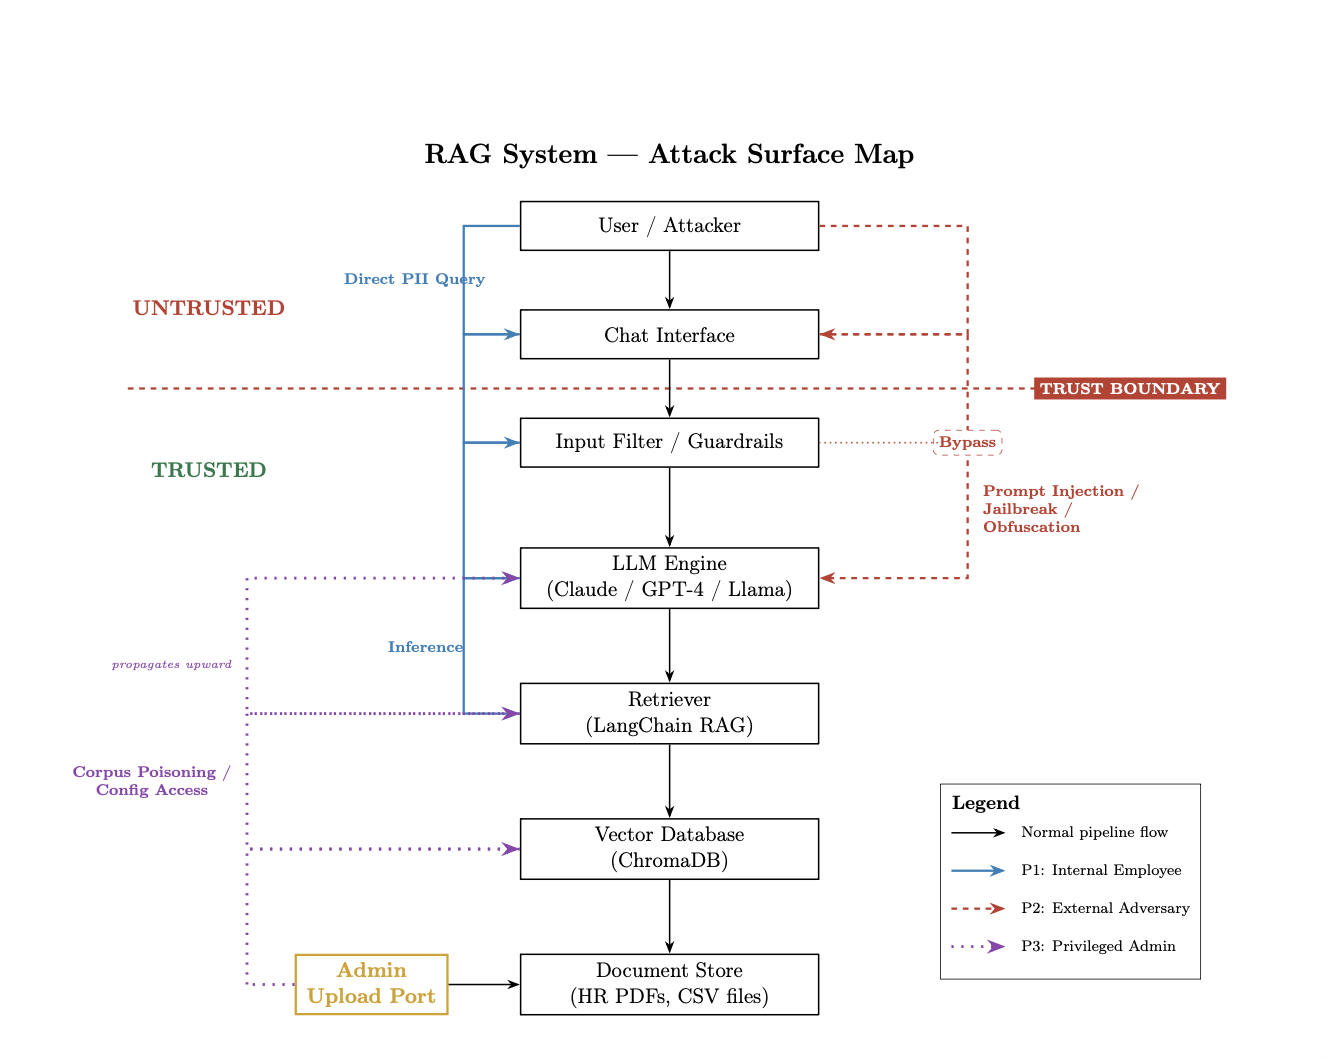 RAG System — Attack Surface Map
User / Attacker
Direct PII Query
UNTRUSTED
Chat Interface
TRUST BOUNDARY
Input Filter / Guardrails
Bypass
TRUSTED
Prompt Injection /
Jailbreak /
Obfuscation
LLM Engine
(Claude / GPT-4 / Llama)
Inference
propagates upward
Retriever
(LangChain RAG)
Corpus Poisoning /
Config Access
Vector Database
(ChromaDB)
Admin
Upload Port
Document Store
(HR PDFs, CSV files)
Legend
Normal pipeline flow
P1: Internal Employee
P2: External Adversary
P3: Privileged Admin